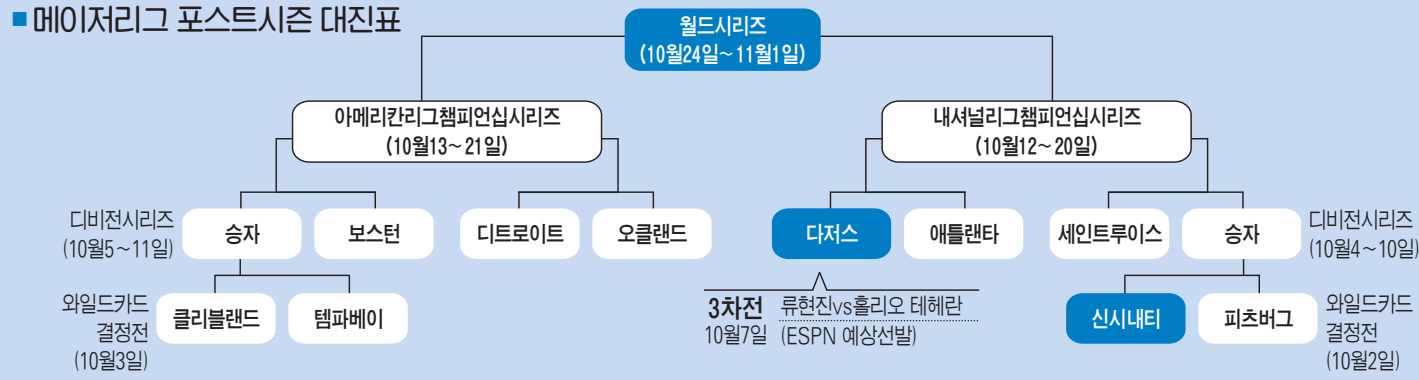 메이저리그 포스트시즌 대진표
월드시리즈
(10월24일~11월1일)
아메리칸리그챔피언십시리즈
(10월13~21일)
내셔널리그챔피언십시리즈
(10월12~20일)
디비전시리즈
(10월5~11일)
승자
보스턴
디트로이트
오클랜드
다저스
애틀랜타
세인트루이스
승자
디비전시리즈
(10월4~10일)
와일드카드
결정전
(10월3일)
클리블랜드
템파베이
3차전 류현진vs훌리오 테헤란
10월7일 (ESPN 예상선발)
신시내티
피츠버그
와일드카드
결정전
(10월2일)